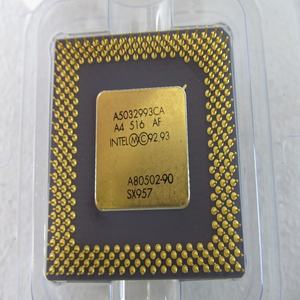 A5032993CA
A4 516 AF
INTEL Ⓜ Ⓒ 92 93
A80502-90
SX957